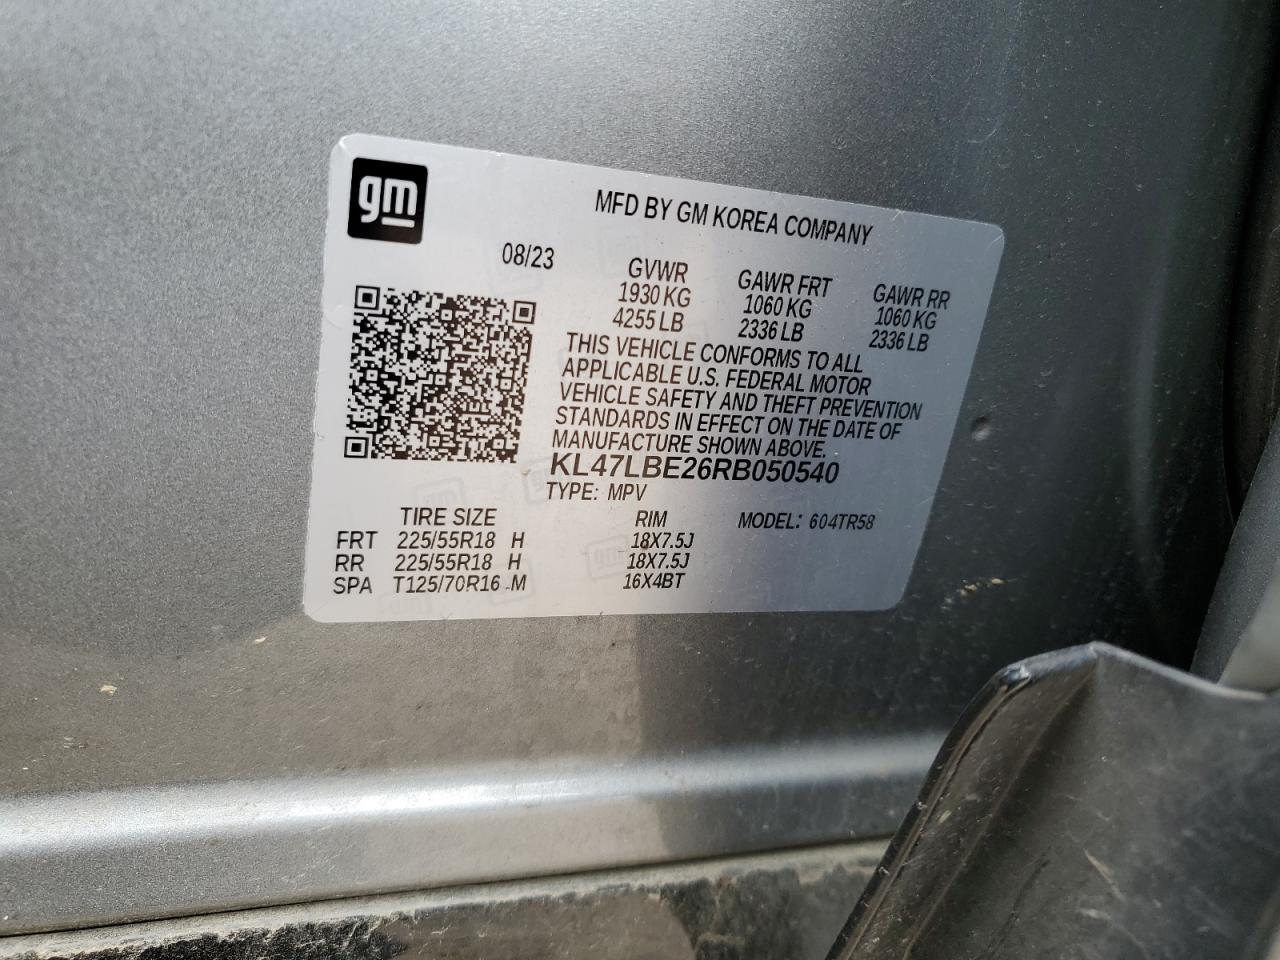 gm
MFD BY GM KOREA COMPANY
08/23
GVWR GAWR FRT GAWR RR
1930 KG 1060 KG 1060 KG
4255 LB 2336 LB 2336 LB
THIS VEHICLE CONFORMS TO ALL
APPLICABLE U.S. FEDERAL MOTOR
VEHICLE SAFETY AND THEFT PREVENTION
STANDARDS IN EFFECT ON THE DATE OF
MANUFACTURE SHOWN ABOVE.
KL47LBE26RB050540
TYPE: MPV
TIRE SIZE RIM MODEL: 604TR58
FRT 225/55R18 H 18X7.5J
RR 225/55R18 H 18X7.5J
SPA T125/70R16 M 16X4BT